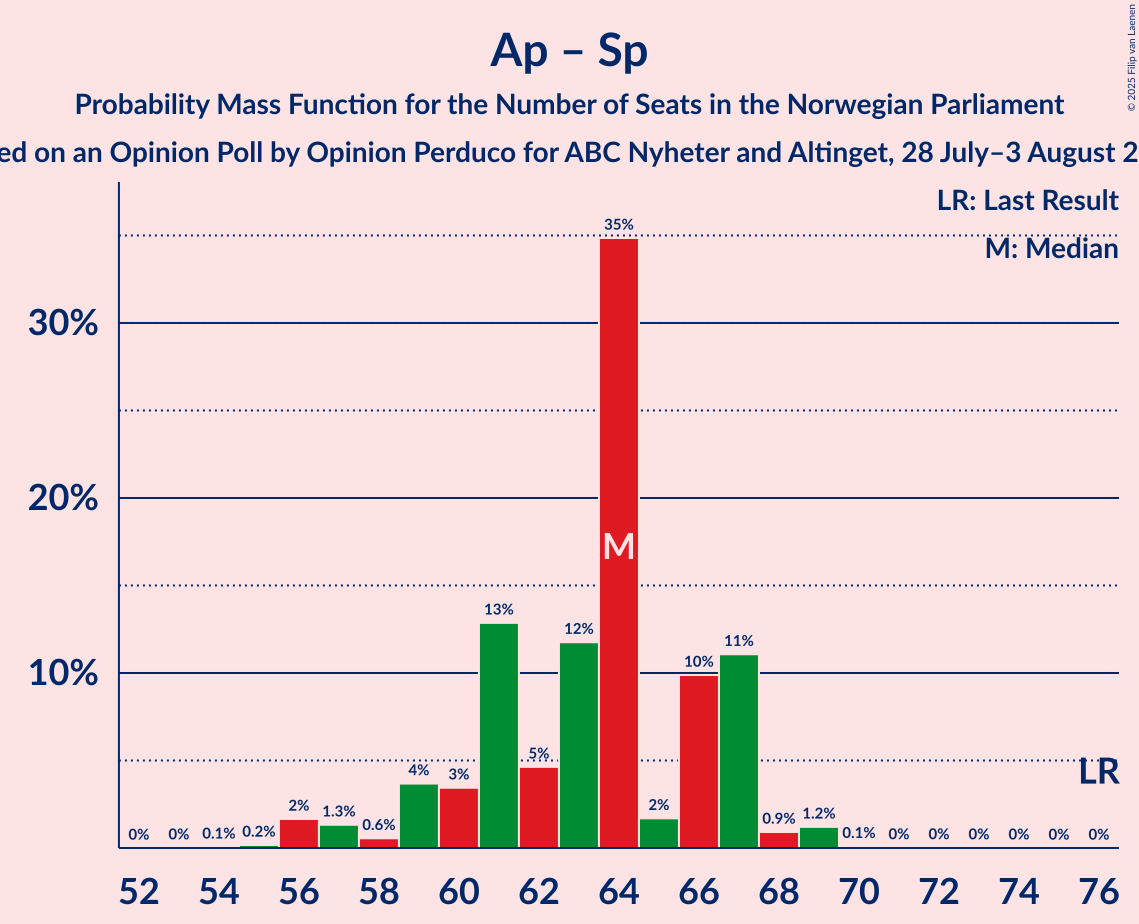 Ap – Sp
© 2025 Filip van Laenen
Probability Mass Function for the Number of Seats in the Norwegian Parliament
ed on an Opinion Poll by Opinion Perduco for ABC Nyheter and Altinget, 28 July–3 August 2
LR: Last Result
M: Median
30%
20%
10%
0% 0% 0.1% 0.2% 2% 1.3% 0.6% 4% 3% 13% 5% 12% 35% 2% 10% 11% 0.9% 1.2% 0.1% 0% 0% 0% 0% 0% 0%
M
LR
52 54 56 58 60 62 64 66 68 70 72 74 76